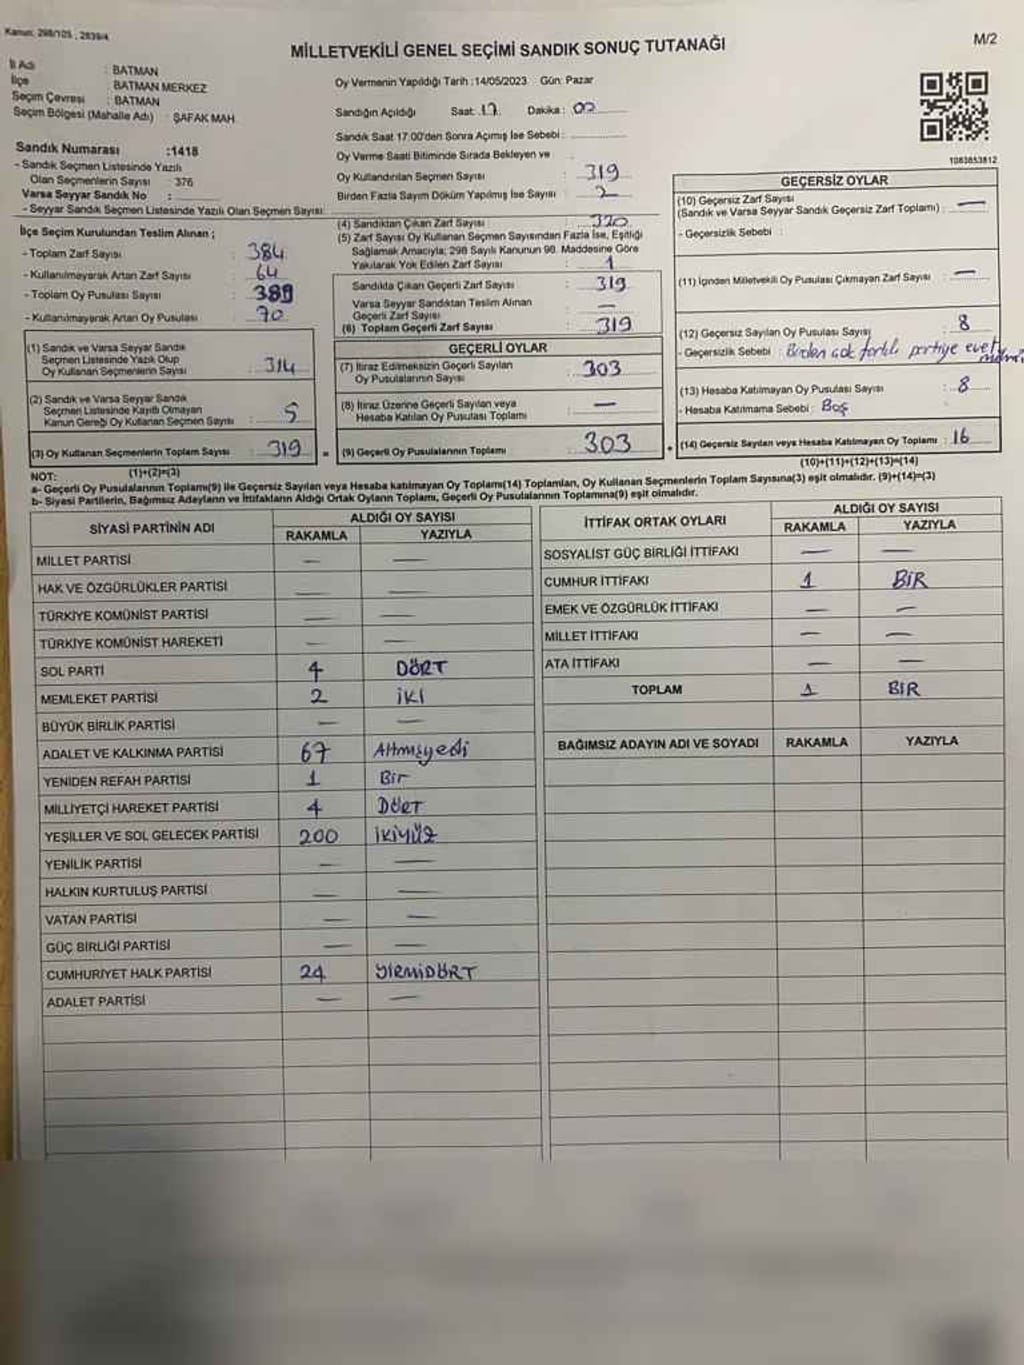 Kanun: 298/105 , 2839/4
MİLLETVEKİLİ GENEL SEÇİMİ SANDIK SONUÇ TUTANAĞI
M/2
İl Adı : BATMAN
İlçe : BATMAN MERKEZ
Seçim Çevresi : BATMAN
Seçim Bölgesi (Mahalle Adı) : ŞAFAK MAH.
Sandık Numarası :1418
- Sandık Seçmen Listesinde Yazılı
Olan Seçmenlerin Sayısı : 376
Varsa Seyyar Sandık No :
- Seyyar Sandık Seçmen Listesinde Yazılı Olan Seçmen Sayısı:
İlçe Seçim Kurulundan Teslim Alınan ;
- Toplam Zarf Sayısı : 384
- Kullanılmayarak Artan Zarf Sayısı : 64
- Toplam Oy Pusulası Sayısı : 389
- Kullanılmayarak Artan Oy Pusulası : 70
(1) Sandık ve Varsa Seyyar Sandık
Seçmen Listesinde Yazılı Olup
Oy Kullanan Seçmenlerin Sayısı : 314
(2) Sandık ve Varsa Seyyar Sandık
Seçmen Listesinde Kayıtlı Olmayan
Kanun Gereği Oy Kullanan Seçmen Sayısı : 5
(3) Oy Kullanan Seçmenlerin Toplam Sayısı : 319 =
Oy Vermenin Yapıldığı Tarih :14/05/2023 Gün: Pazar
Sandığın Açıldığı Saat: 17 Dakika : 00
Sandık Saat 17:00'den Sonra Açımış İse Sebebi :
Oy Verme Saati Bitiminde Sırada Bekleyen ve
Oy Kullandırılan Seçmen Sayısı : 319
Birden Fazla Sayım Döküm Yapılmış İse Sayısı : 2
(4) Sandıktan Çıkan Zarf Sayısı : 320
(5) Zarf Sayısı Oy Kullanan Seçmen Sayısından Fazla İse, Eşitliği
Sağlamak Amacıyla; 298 Sayılı Kanunun 98. Maddesine Göre
Yakılarak Yok Edilen Zarf Sayısı : 1
Sandıkta Çıkan Geçerli Zarf Sayısı : 319
Varsa Seyyar Sandıktan Teslim Alınan
Geçerli Zarf Sayısı : —
(6) Toplam Geçerli Zarf Sayısı : 319
GEÇERLİ OYLAR
(7) İtiraz Edilmeksizin Geçerli Sayılan
Oy Pusulalarının Sayısı : 303
(8) İtiraz Üzerine Geçerli Sayılan veya
Hesaba Katılan Oy Pusulası Toplamı : —
(9) Geçerli Oy Pusulalarının Toplamı : 303 +
1083853812
GEÇERSİZ OYLAR
(10) Geçersiz Zarf Sayısı
(Sandık ve Varsa Seyyar Sandık Geçersiz Zarf Toplamı) : —
- Geçersizlik Sebebi :
(11) İçinden Milletvekili Oy Pusulası Çıkmayan Zarf Sayısı : —
(12) Geçersiz Sayılan Oy Pusulası Sayısı : 8
- Geçersizlik Sebebi : Birden çok farklı partiye evet
(13) Hesaba Katılmayan Oy Pusulası Sayısı : 8
- Hesaba Katılmama Sebebi : Boş
(14) Geçersiz Sayılan veya Hesaba Katılmayan Oy Toplamı : 16
NOT: (1)+(2)=(3) (10)+(11)+(12)+(13)=(14)
a- Geçerli Oy Pusulalarının Toplamı(9) ile Geçersiz Sayılan veya Hesaba katılmayan Oy Toplamı(14) Toplamları, Oy Kullanan Seçmenlerin Toplam Sayısına(3) eşit olmalıdır. (9)+(14)=(3)
b- Siyasi Partilerin, Bağımsız Adayların ve İttifakların Aldığı Ortak Oyların Toplamı, Geçerli Oy Pusulalarının Toplamına(9) eşit olmalıdır.
SİYASİ PARTİNİN ADI ALDIĞI OY SAYISI
RAKAMLA YAZIYLA
MİLLET PARTİSİ — —
HAK VE ÖZGÜRLÜKLER PARTİSİ — —
TÜRKİYE KOMÜNİST PARTİSİ — —
TÜRKİYE KOMÜNİST HAREKETİ — —
SOL PARTİ 4 DÖRT
MEMLEKET PARTİSİ 2 İKİ
BÜYÜK BİRLİK PARTİSİ — —
ADALET VE KALKINMA PARTİSİ 67 Altmışyedi
YENİDEN REFAH PARTİSİ 1 Bir
MİLLİYETÇİ HAREKET PARTİSİ 4 DÖRT
YEŞİLLER VE SOL GELECEK PARTİSİ 200 İKİYÜZ
YENİLİK PARTİSİ — —
HALKIN KURTULUŞ PARTİSİ — —
VATAN PARTİSİ — —
GÜÇ BİRLİĞİ PARTİSİ — —
CUMHURİYET HALK PARTİSİ 24 YİRMİDÖRT
ADALET PARTİSİ — —
İTTİFAK ORTAK OYLARI ALDIĞI OY SAYISI
RAKAMLA YAZIYLA
SOSYALİST GÜÇ BİRLİĞİ İTTİFAKI — —
CUMHUR İTTİFAKI 1 BİR
EMEK VE ÖZGÜRLÜK İTTİFAKI — —
MİLLET İTTİFAKI — —
ATA İTTİFAKI — —
TOPLAM 1 BİR
BAĞIMSIZ ADAYIN ADI VE SOYADI RAKAMLA YAZIYLA